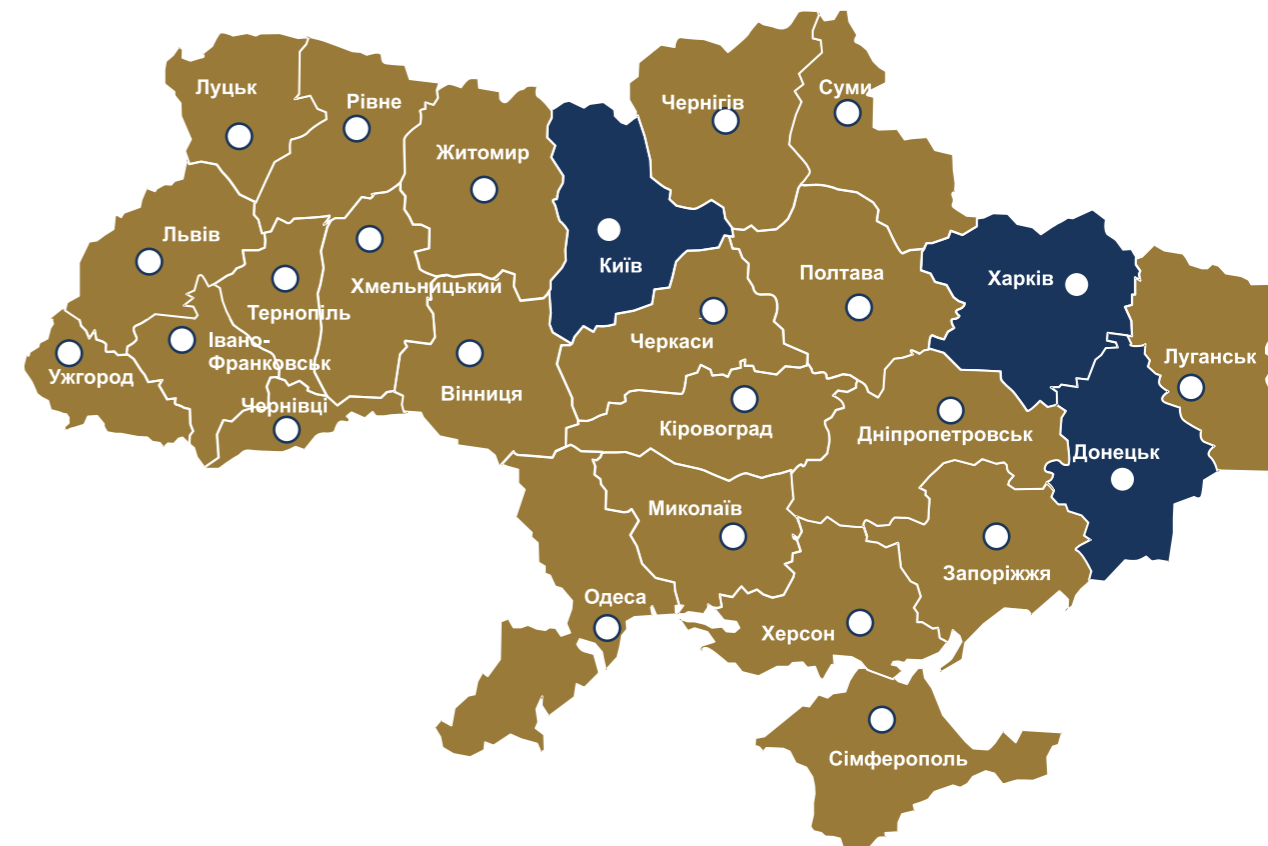 Луцьк
Рівне
Чернігів
Суми
Житомир
Львів
Київ
Полтава
Харків
Хмельницький
Тернопіль
Івано-
Франковськ
Черкаси
Луганськ
Ужгород
Вінниця
Чернівці
Кіровоград
Дніпропетровськ
Донецьк
Миколаїв
Запоріжжя
Одеса
Херсон
Сімферополь